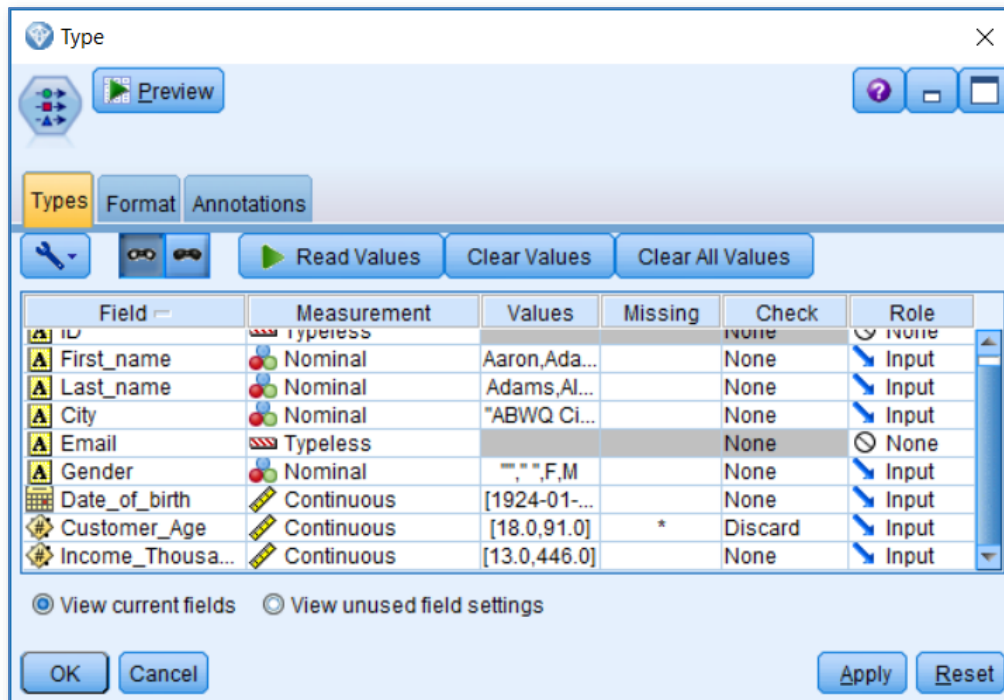 Type
Preview
Types Format Annotations
Read Values Clear Values Clear All Values
Field Measurement Values Missing Check Role
A ID Typeless None None
A First_name Nominal Aaron,Ada... None Input
A Last_name Nominal Adams,Al... None Input
A City Nominal "ABWQ Ci... None Input
A Email Typeless None None
A Gender Nominal ""," ",F,M None Input
Date_of_birth Continuous [1924-01-... None Input
# Customer_Age Continuous [18.0,91.0] * Discard Input
# Income_Thousa... Continuous [13.0,446.0] None Input
View current fields View unused field settings
OK Cancel Apply Reset